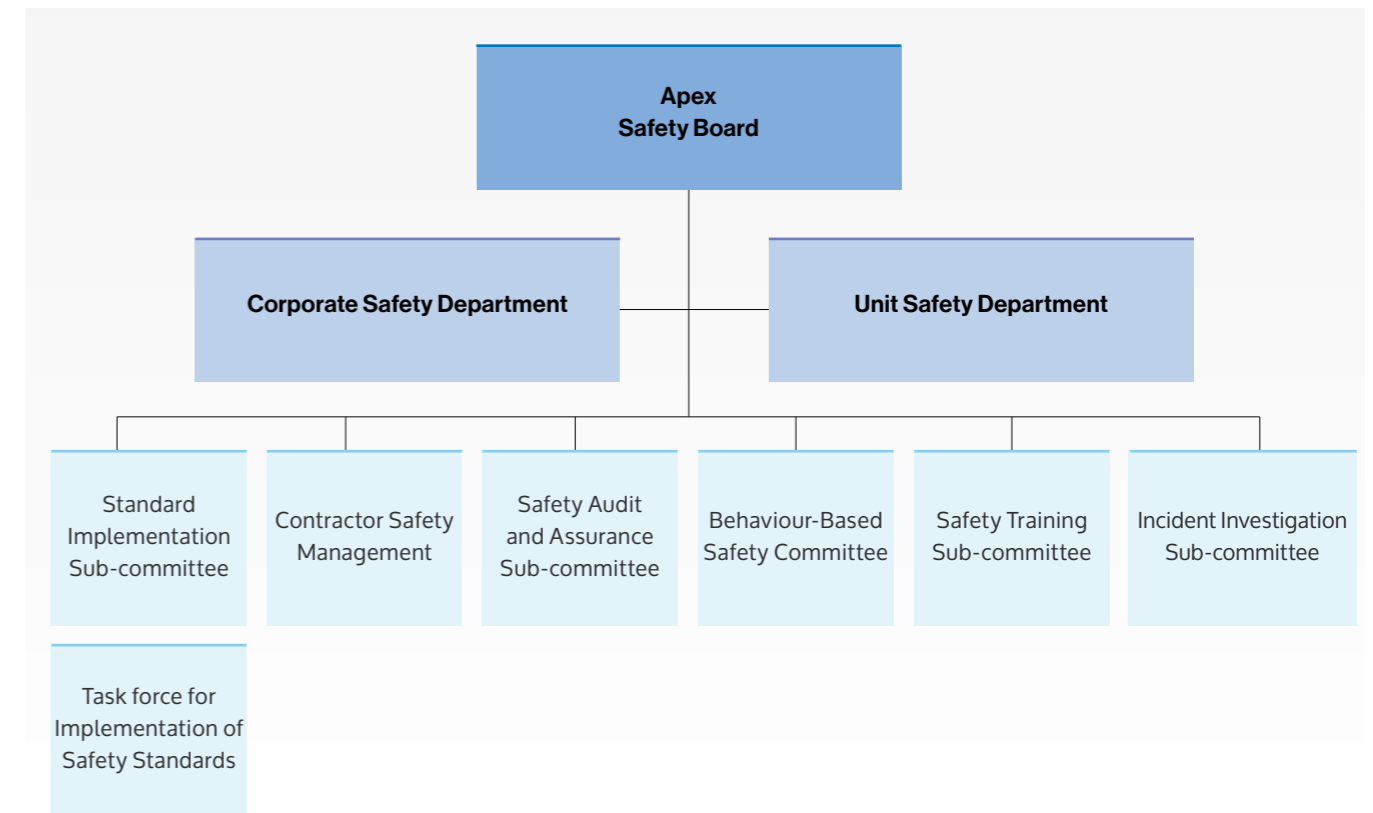 Apex
Safety Board
Corporate Safety Department
Unit Safety Department
Standard
Implementation
Sub-committee
Contractor Safety
Management
Safety Audit
and Assurance
Sub-committee
Behaviour-Based
Safety Committee
Safety Training
Sub-committee
Incident Investigation
Sub-committee
Task force for
Implementation of
Safety Standards